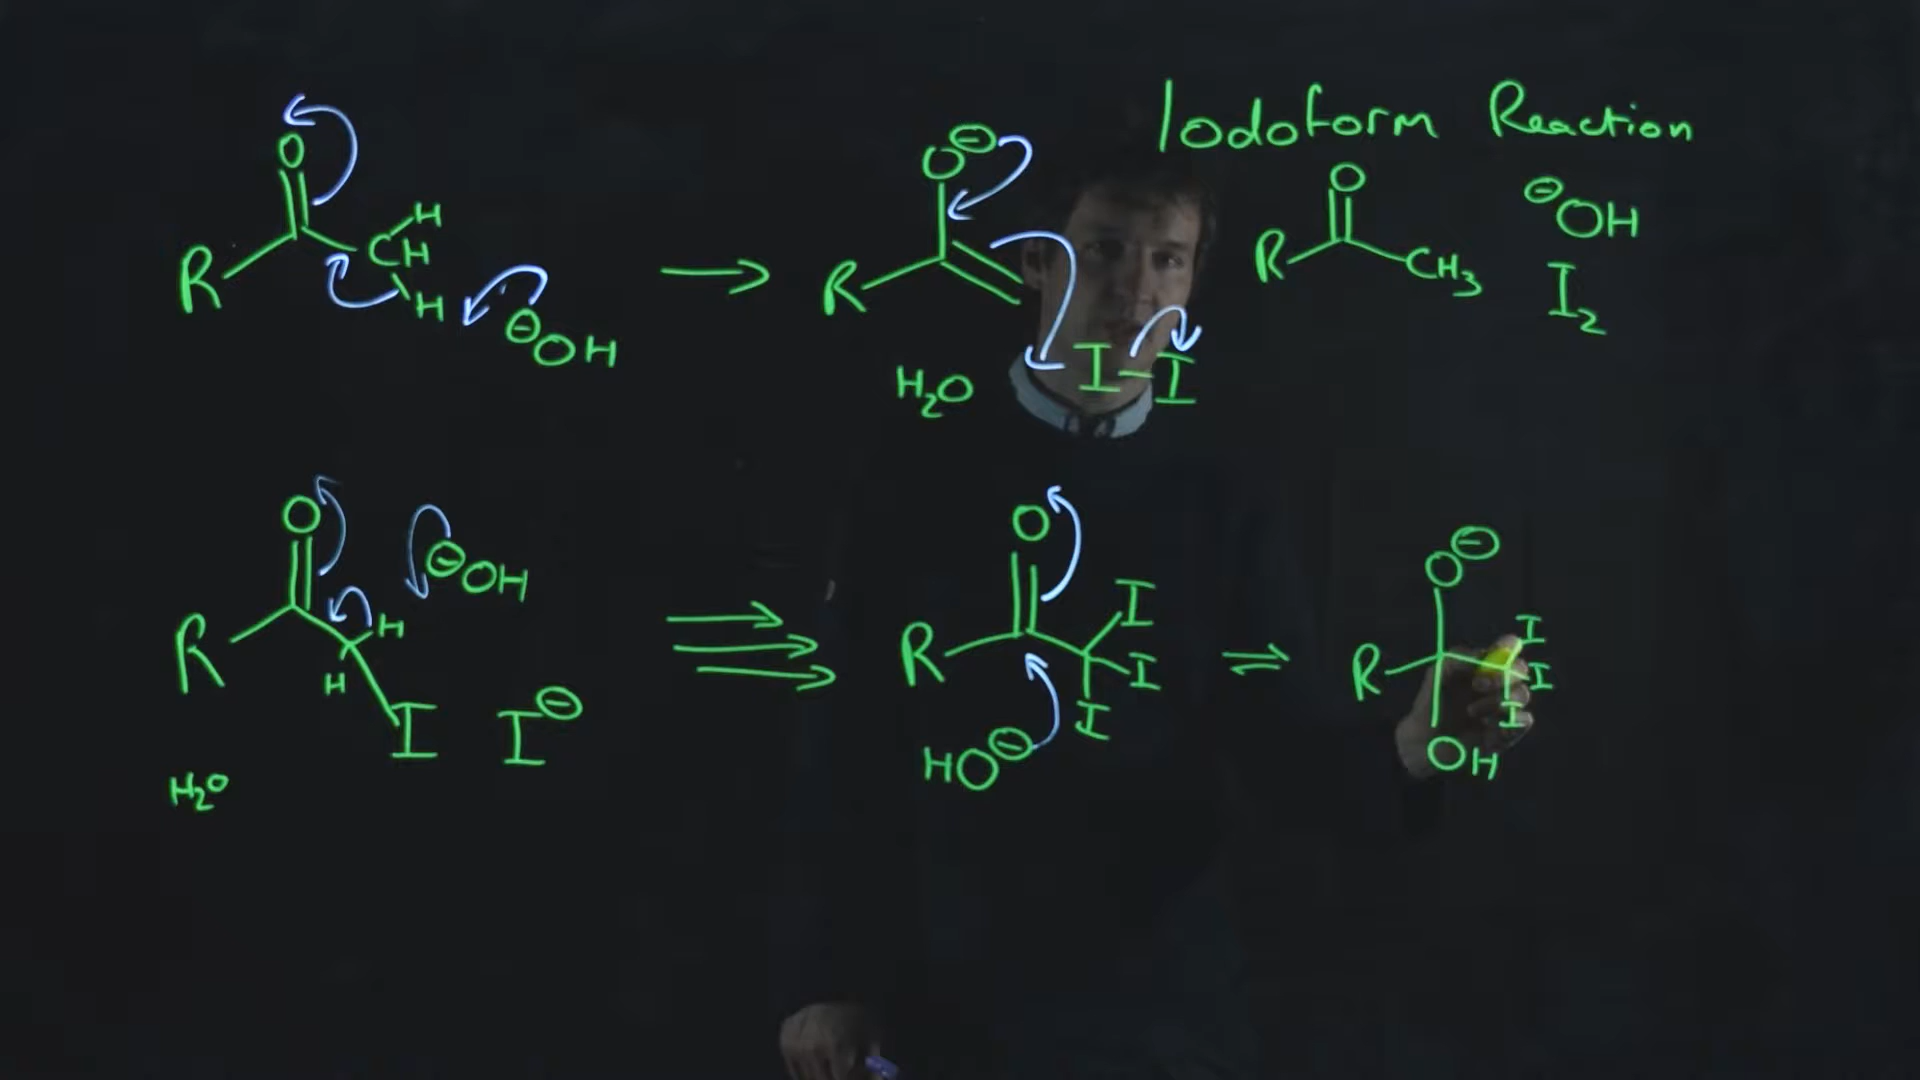 Iodoform Reaction
O
R
CH
H
H
⊖OH
O⊖
R
H2O
I-I
O
R
CH3
⊖OH
I2
O
R
H
H
I
I⊖
⊖OH
H2O
O
R
I
I
I
HO⊖
O⊖
R
I
I
I
OH